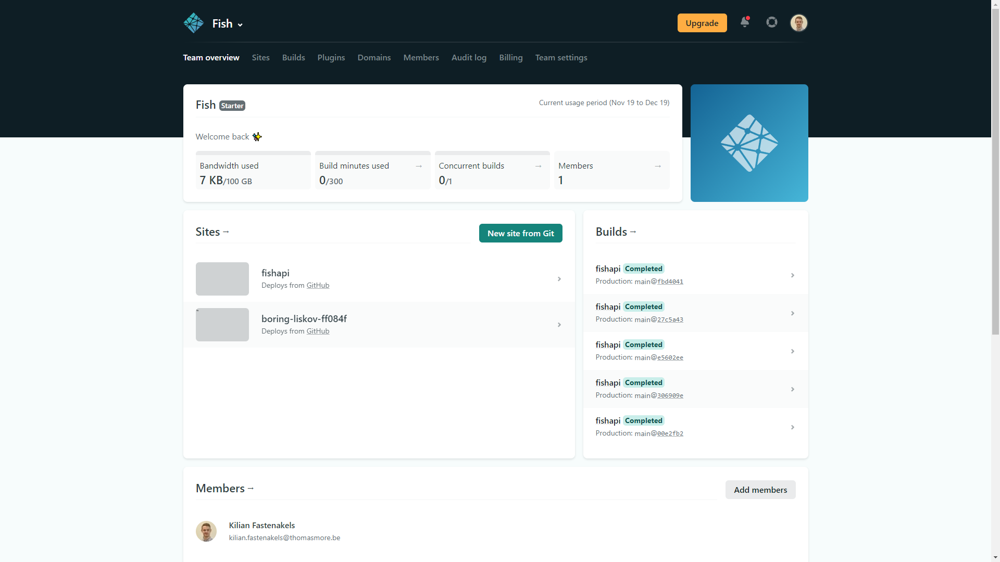 Fish
Upgrade
Team overview Sites Builds Plugins Domains Members Audit log Billing Team settings
Fish Starter
Current usage period (Nov 19 to Dec 19)
Welcome back
Bandwidth used
7 KB/100 GB
Build minutes used →
0/300
Concurrent builds →
0/1
Members →
1
Sites →
New site from Git
fishapi
Deploys from GitHub
boring-liskov-ff084f
Deploys from GitHub
Builds →
fishapi Completed
Production: main@fbd4041
fishapi Completed
Production: main@27c5a43
fishapi Completed
Production: main@e5602ee
fishapi Completed
Production: main@306909e
fishapi Completed
Production: main@00e2fb2
Members →
Add members
Kilian Fastenakels
kilian.fastenakels@thomasmore.be